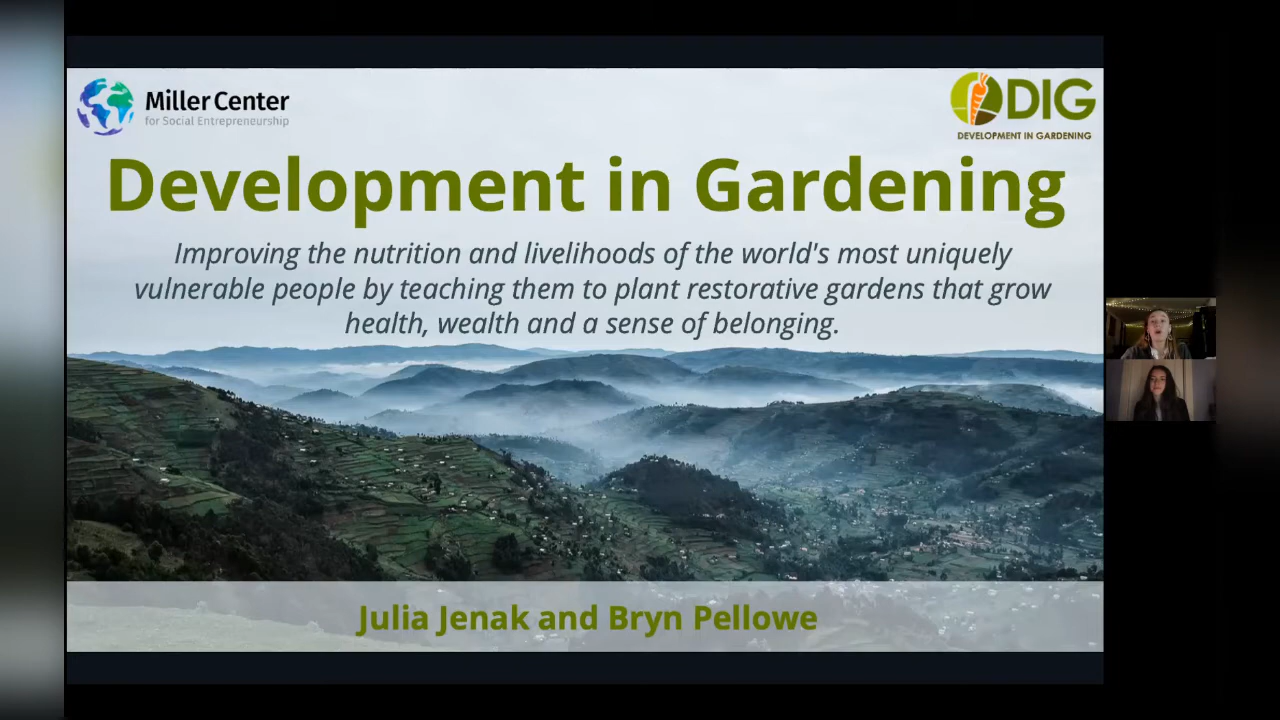 Miller Center
for Social Entrepreneurship
DIG
DEVELOPMENT IN GARDENING
Development in Gardening
Improving the nutrition and livelihoods of the world's most uniquely
vulnerable people by teaching them to plant restorative gardens that grow
health, wealth and a sense of belonging.
Julia Jenak and Bryn Pellowe